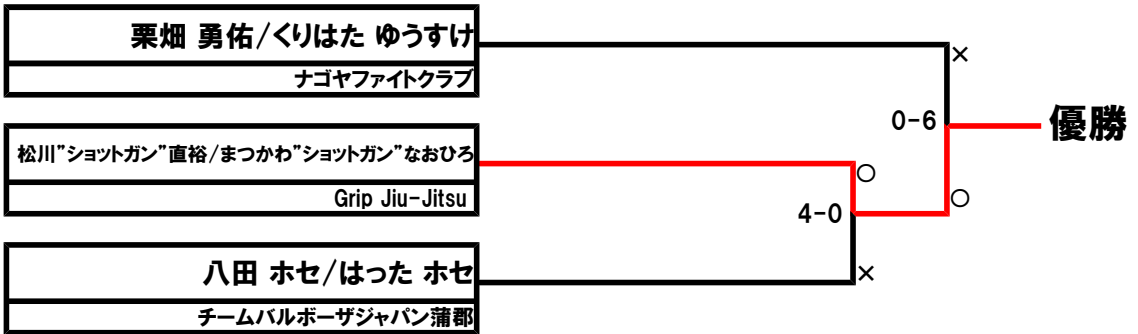 栗畑 勇佑/くりはた ゆうすけ
ナゴヤファイトクラブ
松川”ショットガン”直裕/まつかわ”ショットガン”なおひろ
Grip Jiu-Jitsu
八田 ホセ/はった ホセ
チームバルボーザジャパン蒲郡
×
0-6
優勝
○
○
4-0
×